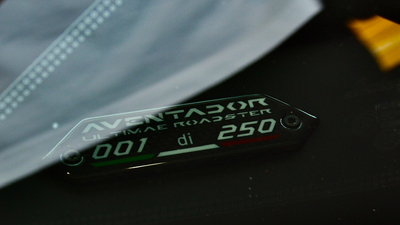 AVENTADOR
ULTIMAE ROADSTER
001 di 250